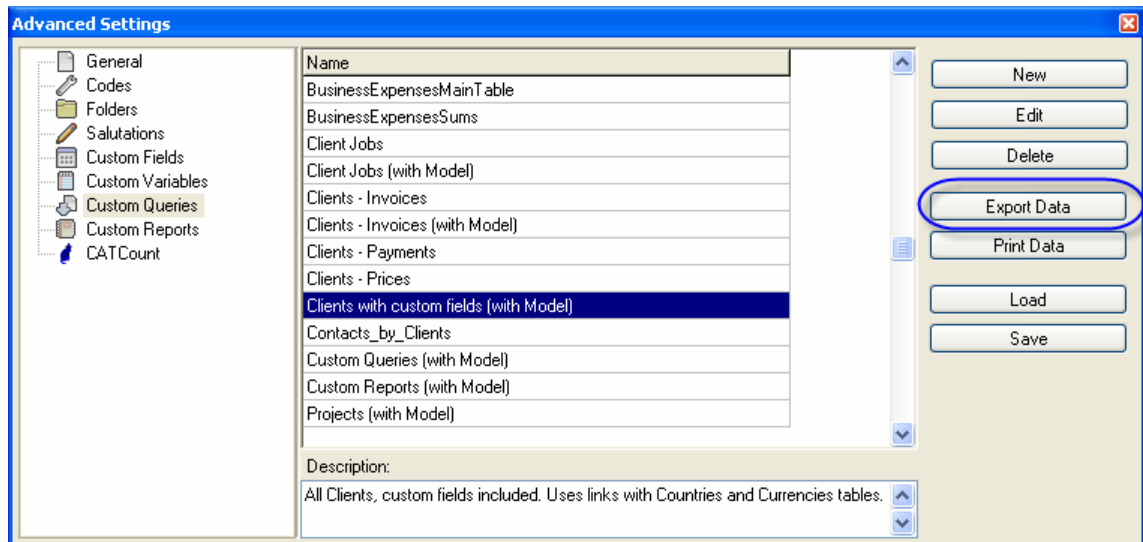 Advanced Settings
General
Codes
Folders
Salutations
Custom Fields
Custom Variables
Custom Queries
Custom Reports
CATCount
Name
BusinessExpensesMainTable
BusinessExpensesSums
Client Jobs
Client Jobs (with Model)
Clients - Invoices
Clients - Invoices (with Model)
Clients - Payments
Clients - Prices
Clients with custom fields (with Model)
Contacts_by_Clients
Custom Queries (with Model)
Custom Reports (with Model)
Projects (with Model)
Description:
All Clients, custom fields included. Uses links with Countries and Currencies tables.
New
Edit
Delete
Export Data
Print Data
Load
Save